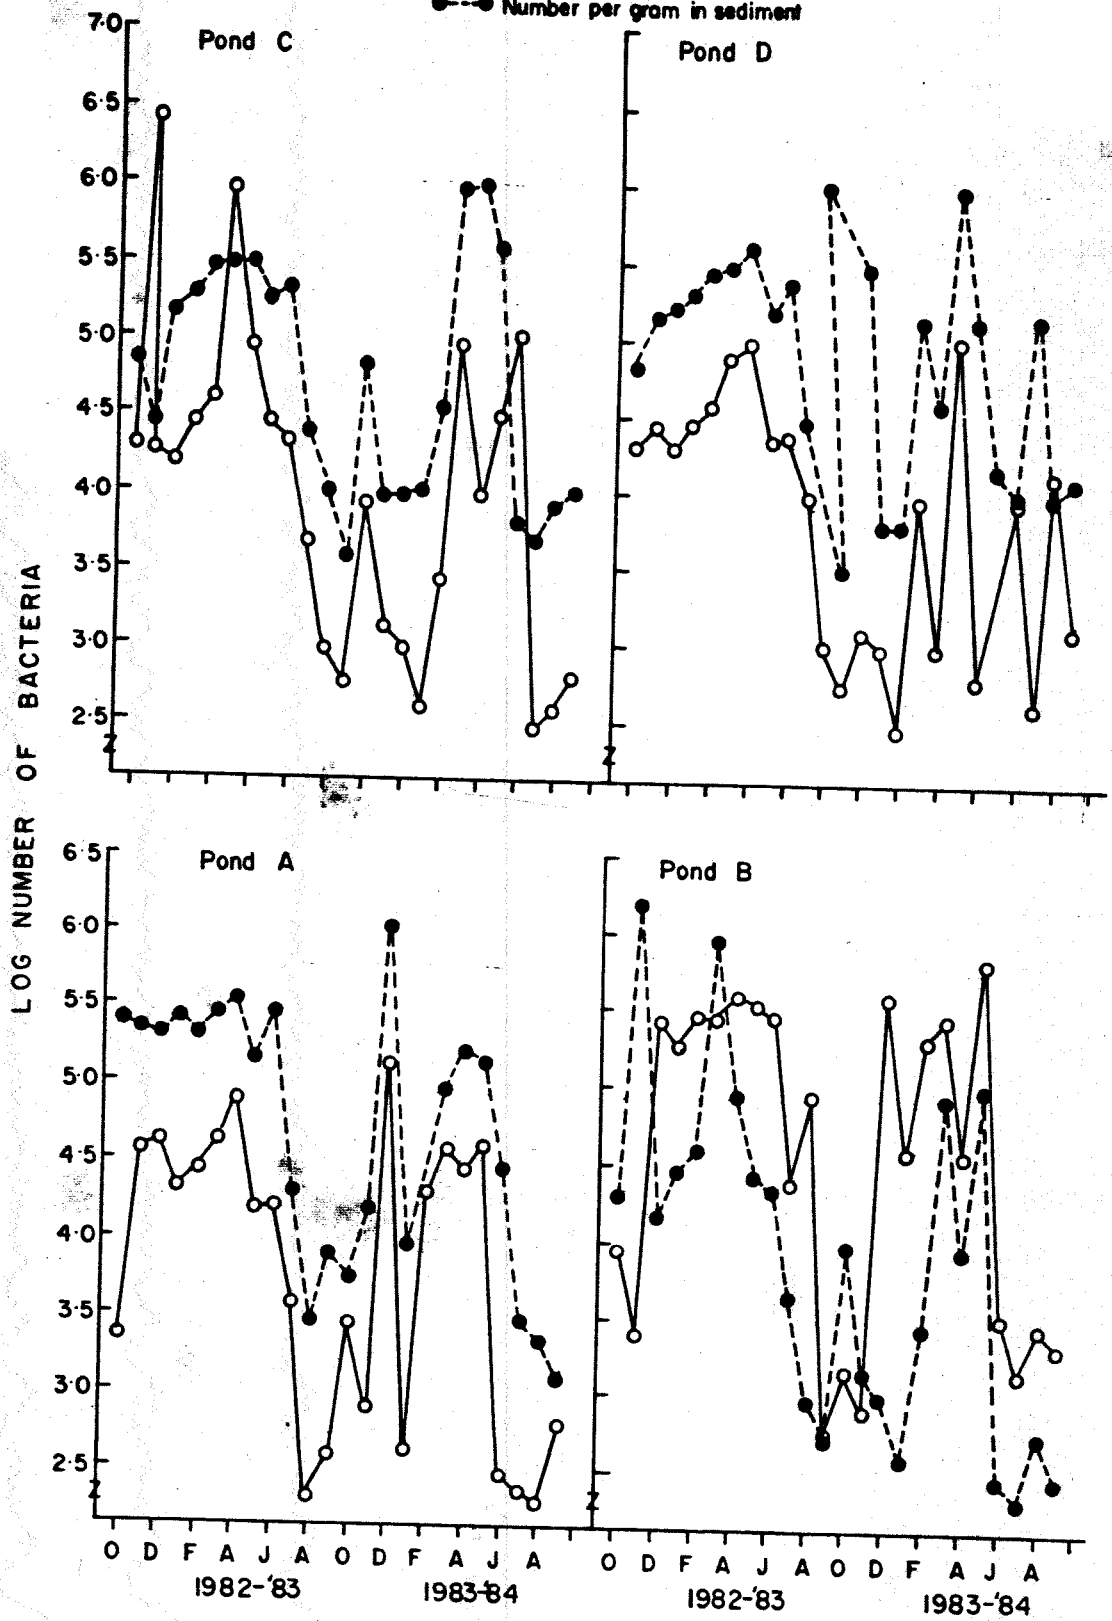 Number per gram in sediment
Pond C
Pond D
7·0
6·5
6·0
5·5
5·0
4·5
4·0
3·5
3·0
2·5
Z
Z
LOG NUMBER OF BACTERIA
Pond A
Pond B
6·5
6·0
5·5
5·0
4·5
4·0
3·5
3·0
2·5
Z
Z
O D F A J A O D F A J A
O D F A J A O D F A J A
1982-'83 1983-'84
1982-'83 1983-'84